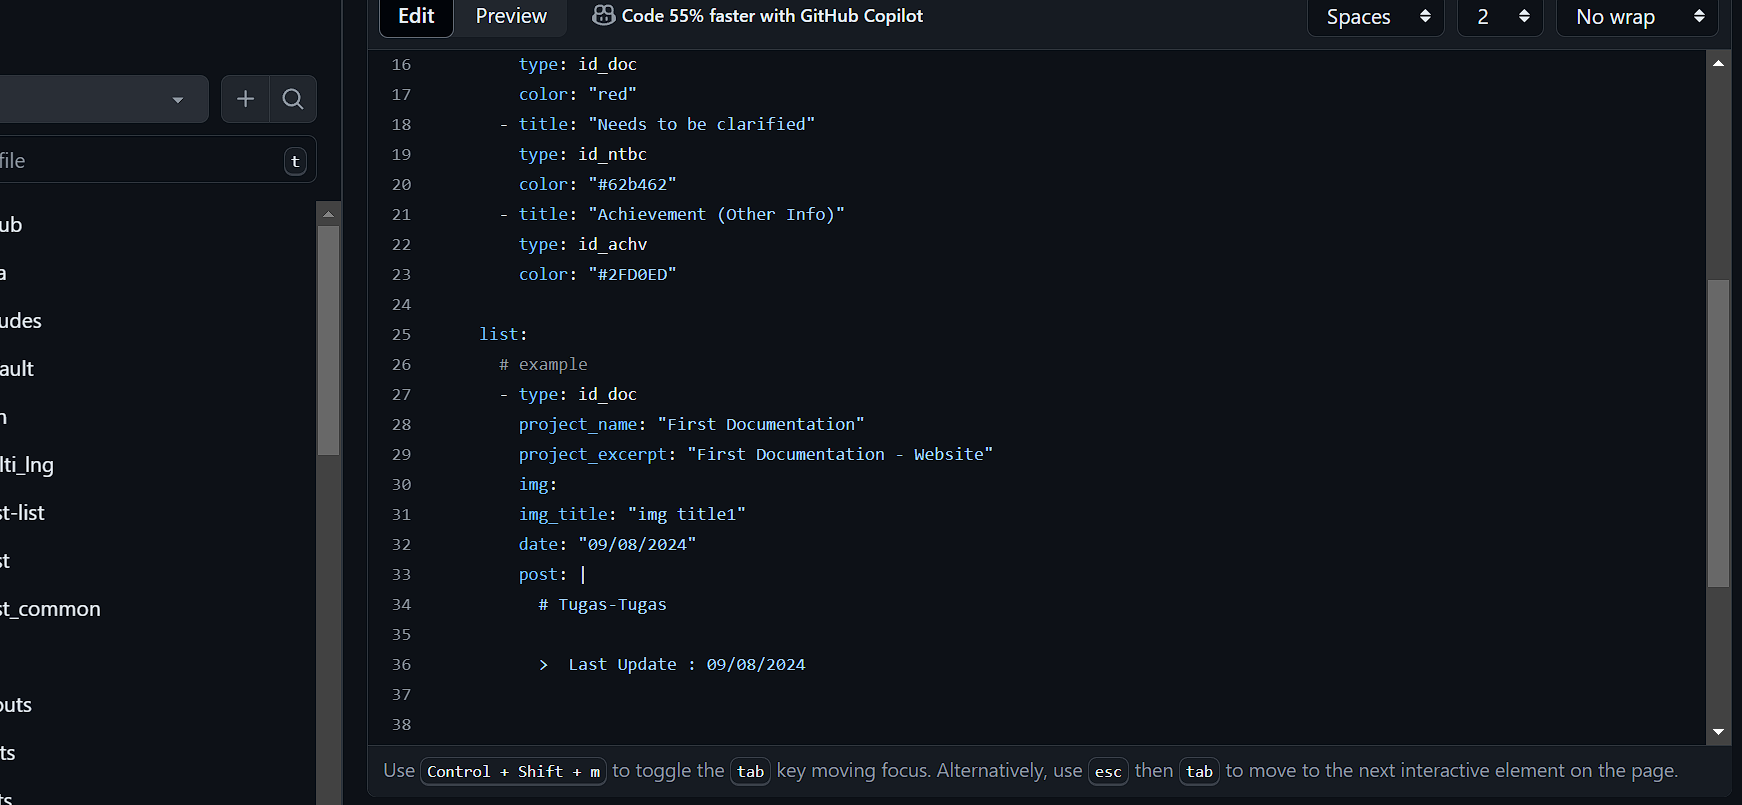 Edit Preview Code 55% faster with GitHub Copilot Spaces 2 No wrap
file t
ub
a
udes
ault
n
lti_lng
st-list
st
st_common
outs
ts
ts
16 type: id_doc
17 color: "red"
18 - title: "Needs to be clarified"
19 type: id_ntbc
20 color: "#62b462"
21 - title: "Achievement (Other Info)"
22 type: id_achv
23 color: "#2FD0ED"
24
25 list:
26 # example
27 - type: id_doc
28 project_name: "First Documentation"
29 project_excerpt: "First Documentation - Website"
30 img:
31 img_title: "img title1"
32 date: "09/08/2024"
33 post: |
34 # Tugas-Tugas
35
36 > Last Update : 09/08/2024
37
38
Use Control + Shift + m to toggle the tab key moving focus. Alternatively, use esc then tab to move to the next interactive element on the page.